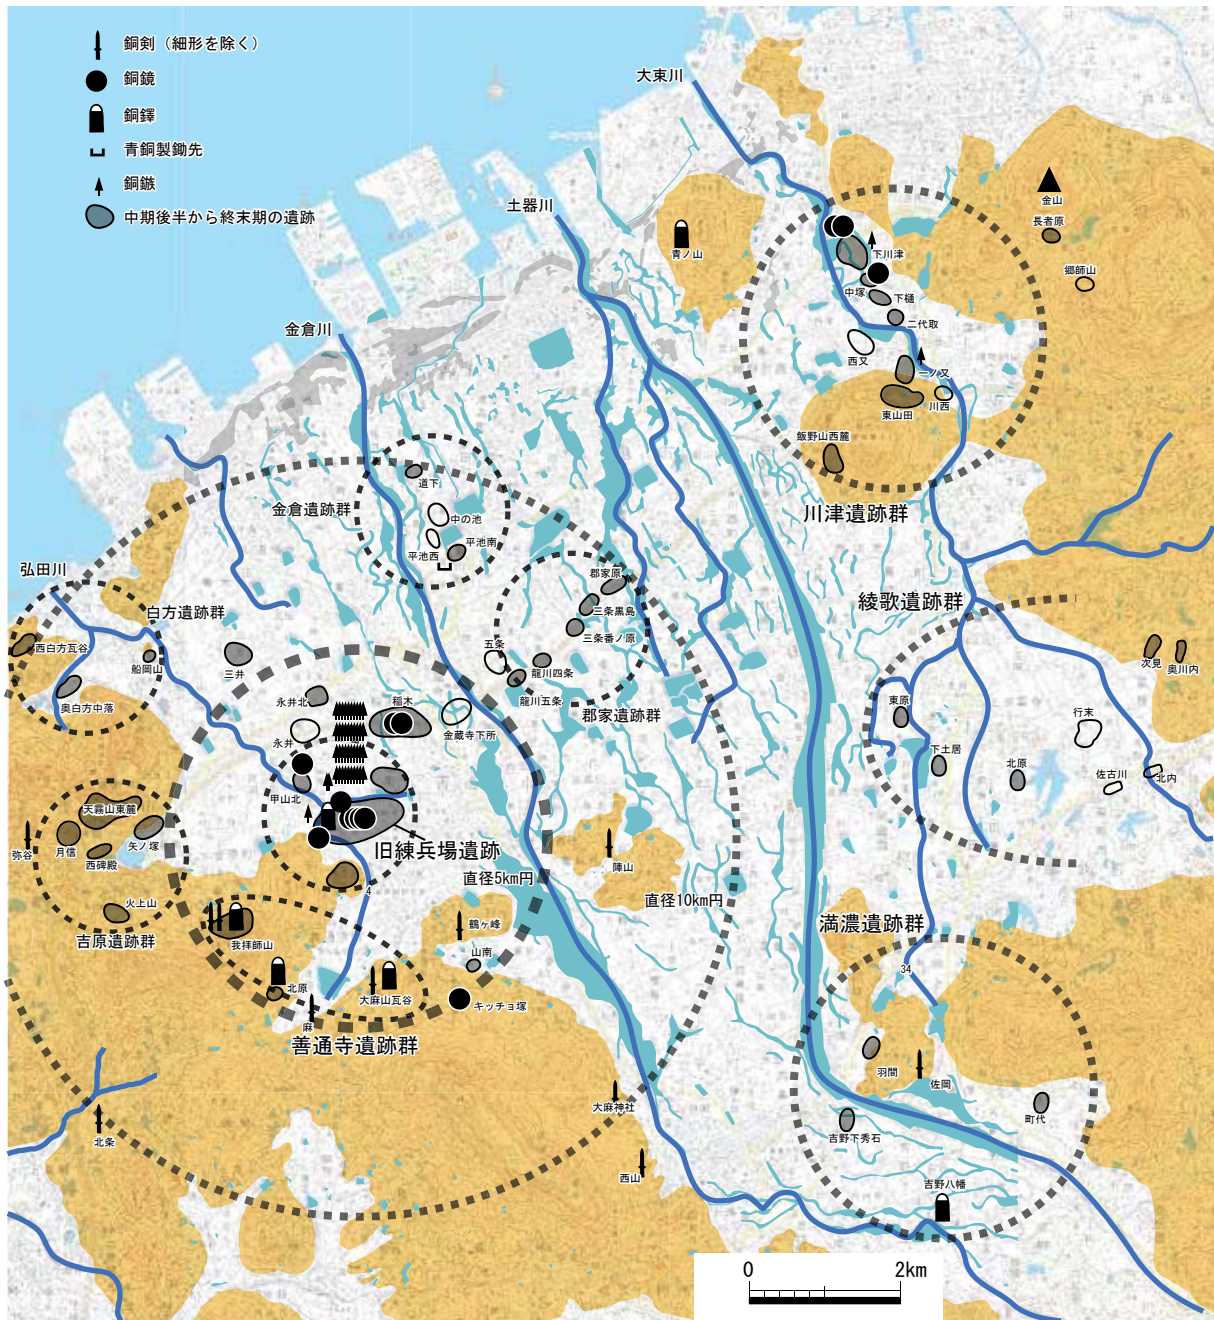 銅剣（細形を除く）
銅鏡
銅鐸
青銅製鋤先
銅鏃
中期後半から終末期の遺跡
大束川
土器川
金倉川
弘田川
青ノ山
金山
長者原
郷師山
下川津
中塚
下樋
二代取
西又
一ノ又
川西
東山田
飯野山西麓
川津遺跡群
道下
金倉遺跡群
中の池
平池西
平池南
郡家原
三条黒島
三条番ノ原
五条
龍川四条
龍川五条
郡家遺跡群
綾歌遺跡群
次見
奥川内
東原
行末
下土居
北原
佐古川
北内
白方遺跡群
西白方瓦谷
船岡山
奥白方中落
三井
永井北
稲木
永井
金蔵寺下所
甲山北
旧練兵場遺跡
直径5km円
直径10km円
天霧山東麓
弥谷
月信
矢ノ塚
西碑殿
火上山
吉原遺跡群
4
陣山
鶴ヶ峰
山南
我拝師山
北原
大麻山瓦谷
麻
キッチョ塚
善通寺遺跡群
満濃遺跡群
34
羽間
佐岡
町代
吉野下秀石
吉野八幡
大麻神社
西山
北条
0
2km